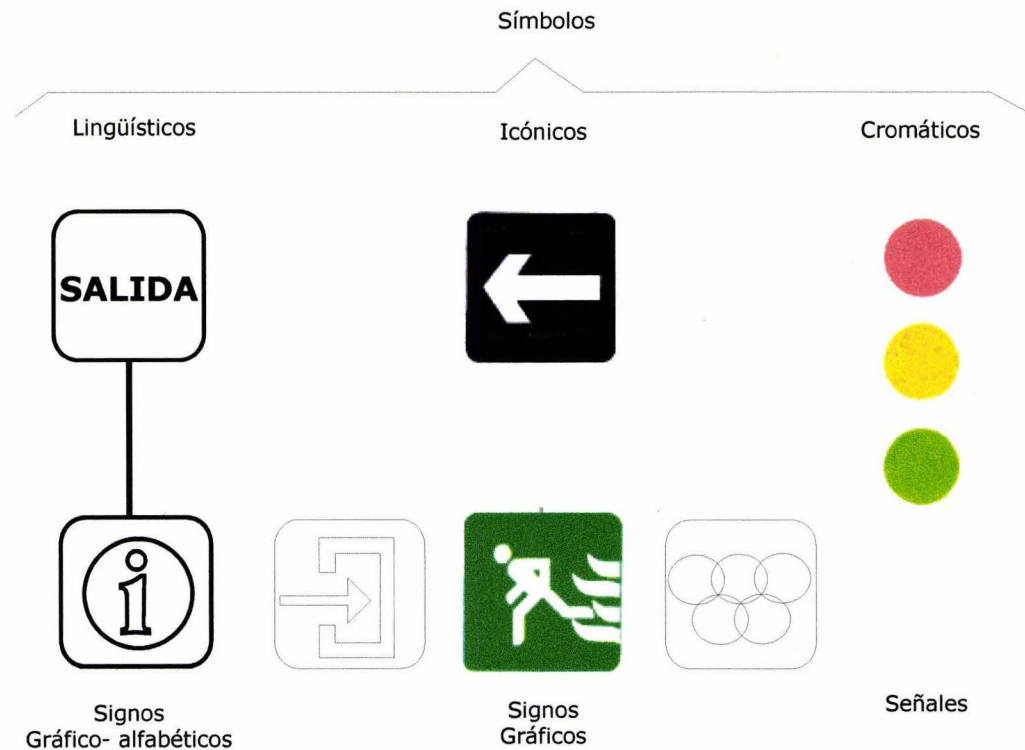 Símbolos
Lingüísticos
Icónicos
Cromáticos
SALIDA
i
Signos
Gráfico- alfabéticos
Signos
Gráficos
Señales